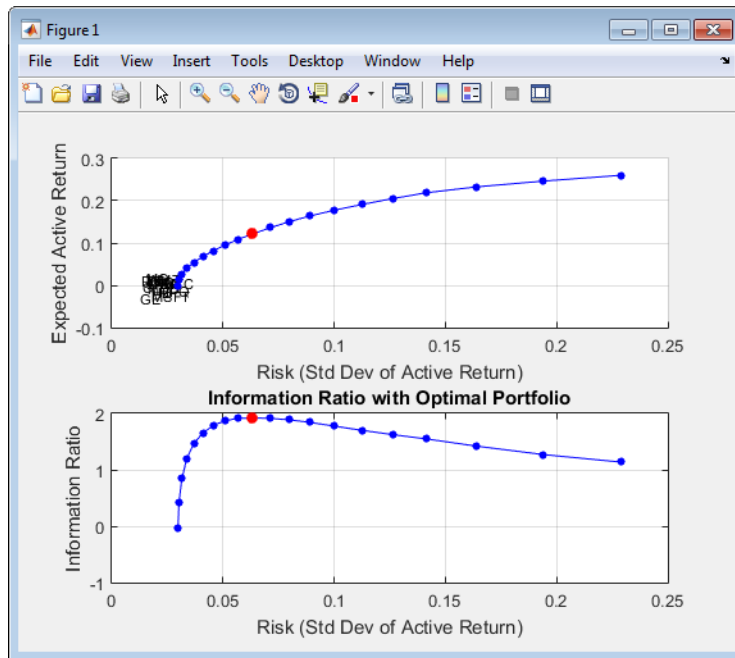 Figure 1
File Edit View Insert Tools Desktop Window Help
Expected Active Return
0.3
0.2
0.1
0
-0.1
GE
MSFT
0 0.05 0.1 0.15 0.2 0.25
Risk (Std Dev of Active Return)
Information Ratio with Optimal Portfolio
Information Ratio
2
1
0
-1
0 0.05 0.1 0.15 0.2 0.25
Risk (Std Dev of Active Return)